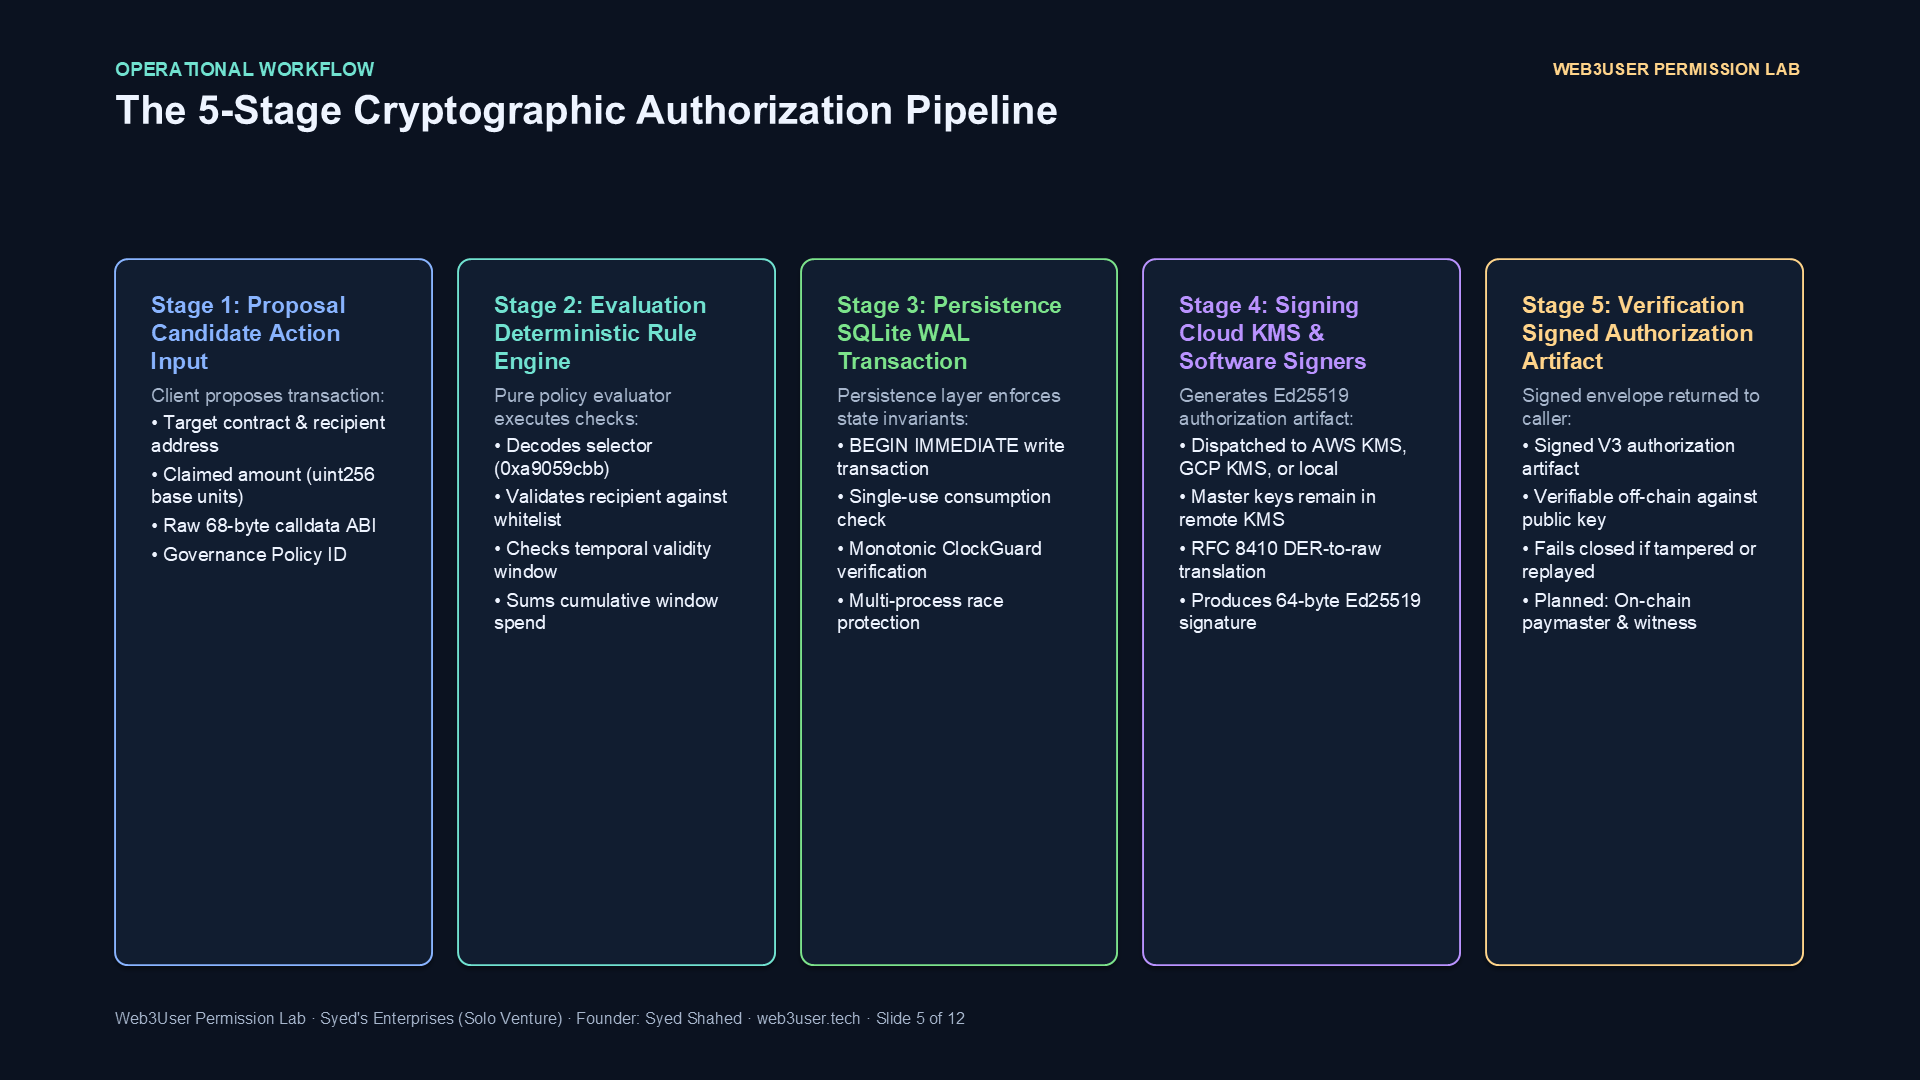 OPERATIONAL WORKFLOW
WEB3USER PERMISSION LAB
The 5-Stage Cryptographic Authorization Pipeline
Stage 1: Proposal
Candidate Action
Input
Client proposes transaction:
• Target contract & recipient
address
• Claimed amount (uint256
base units)
• Raw 68-byte calldata ABI
• Governance Policy ID
Stage 2: Evaluation
Deterministic Rule
Engine
Pure policy evaluator
executes checks:
• Decodes selector
(0xa9059cbb)
• Validates recipient against
whitelist
• Checks temporal validity
window
• Sums cumulative window
spend
Stage 3: Persistence
SQLite WAL
Transaction
Persistence layer enforces
state invariants:
• BEGIN IMMEDIATE write
transaction
• Single-use consumption
check
• Monotonic ClockGuard
verification
• Multi-process race
protection
Stage 4: Signing
Cloud KMS &
Software Signers
Generates Ed25519
authorization artifact:
• Dispatched to AWS KMS,
GCP KMS, or local
• Master keys remain in
remote KMS
• RFC 8410 DER-to-raw
translation
• Produces 64-byte Ed25519
signature
Stage 5: Verification
Signed Authorization
Artifact
Signed envelope returned to
caller:
• Signed V3 authorization
artifact
• Verifiable off-chain against
public key
• Fails closed if tampered or
replayed
• Planned: On-chain
paymaster & witness
Web3User Permission Lab · Syed's Enterprises (Solo Venture) · Founder: Syed Shahed · web3user.tech · Slide 5 of 12